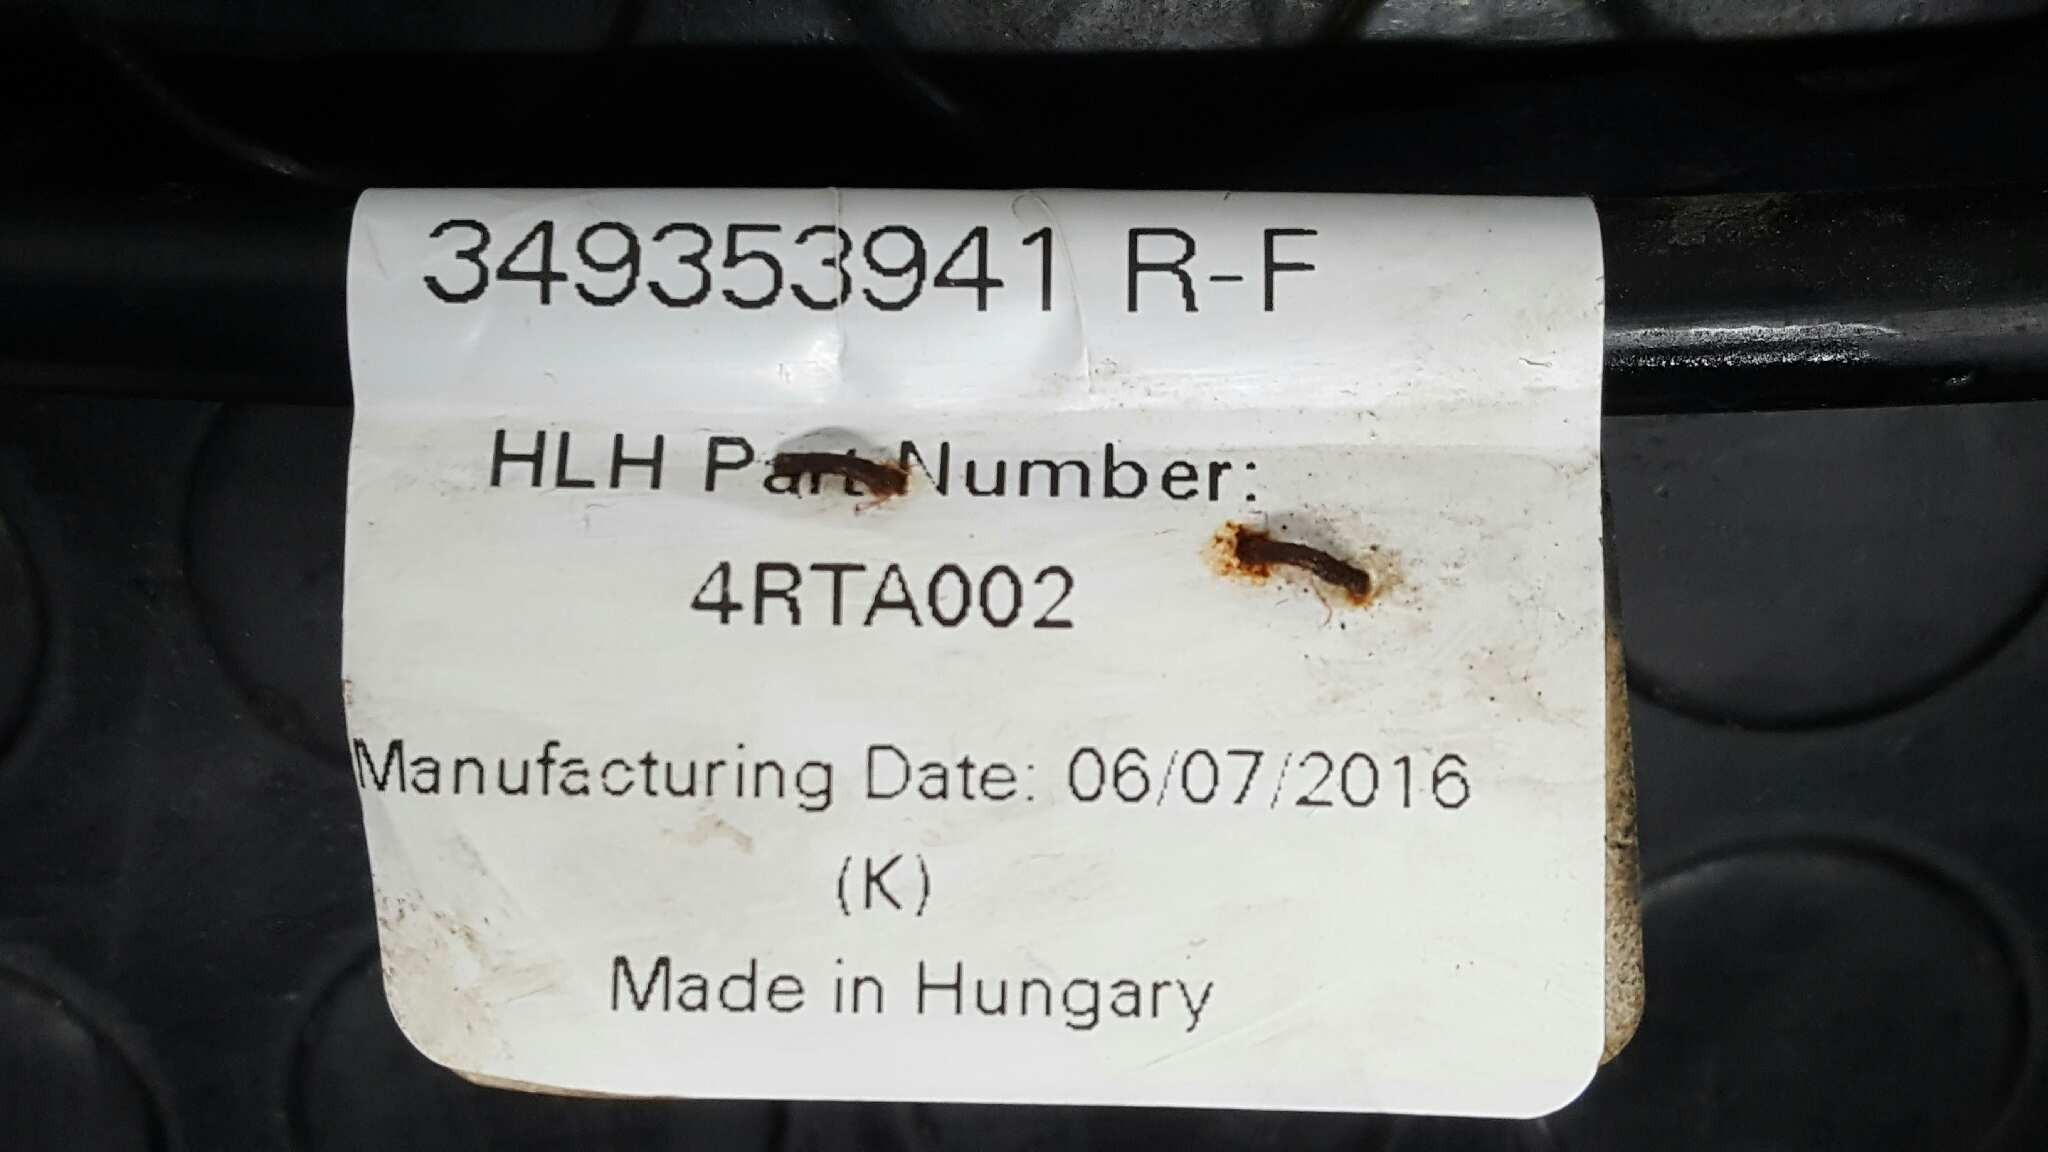 349353941 R-F
HLH Part Number:
4RTA002
Manufacturing Date: 06/07/2016
(K)
Made in Hungary